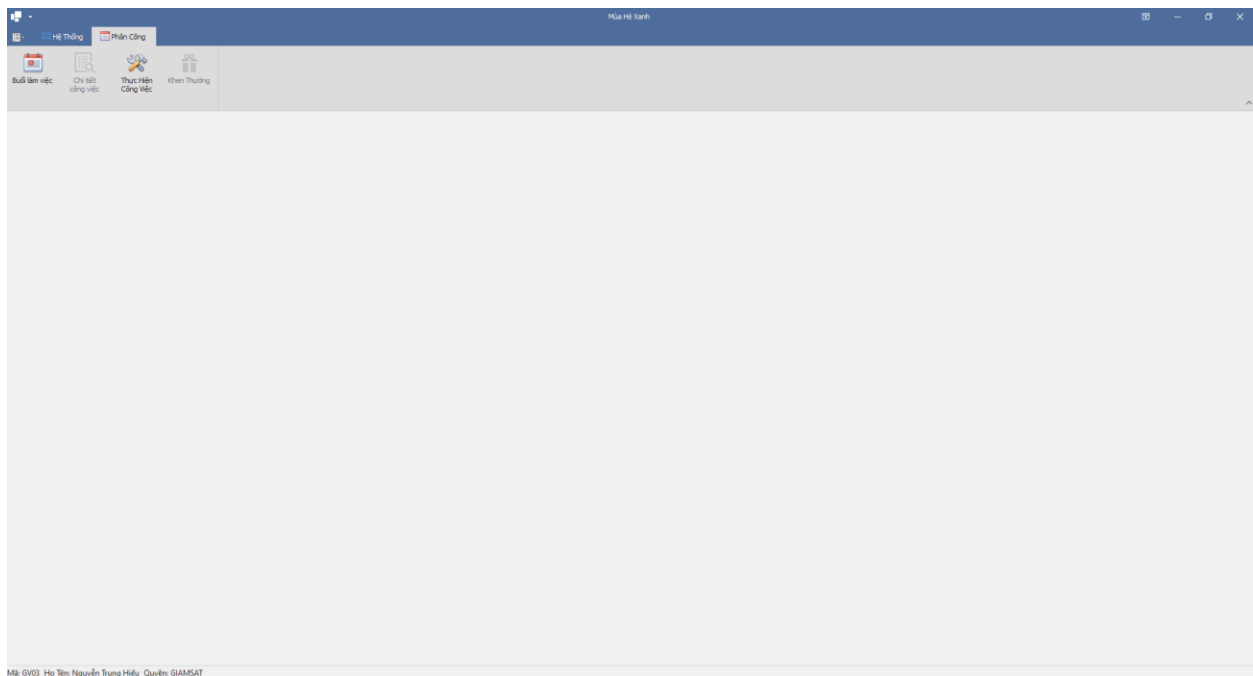 Mùa Hè Xanh
Hệ Thống
Phân Công
Buổi làm việc
Chi tiết
công việc
Thực Hiện
Công Việc
Khen Thưởng
Mã: GV03 Họ Tên: Nguyễn Trung Hiếu Quyền: GIAMSAT